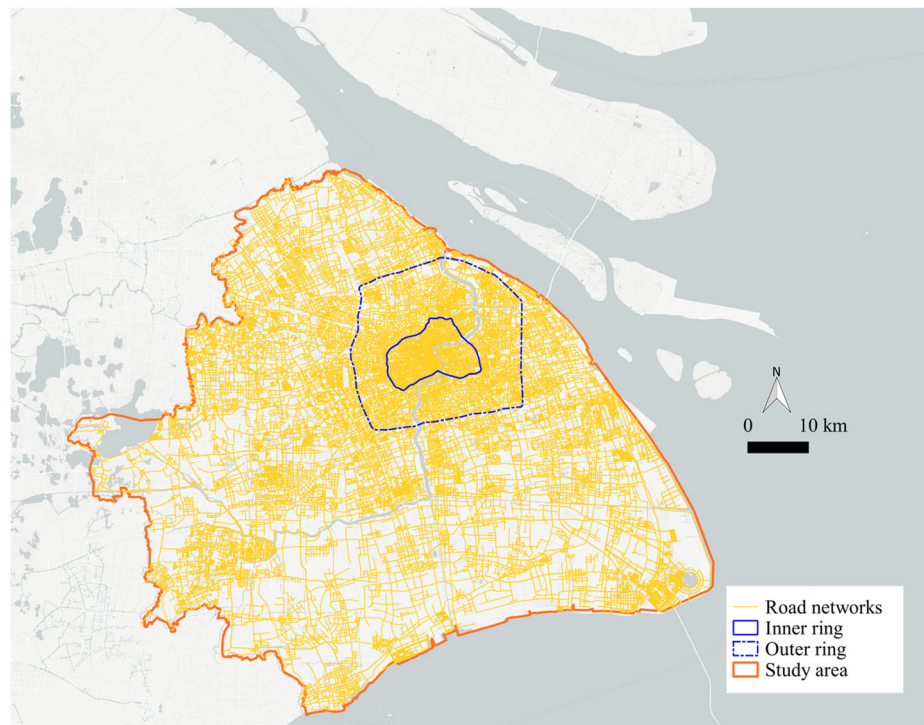 N
0 10 km
Road networks
Inner ring
Outer ring
Study area